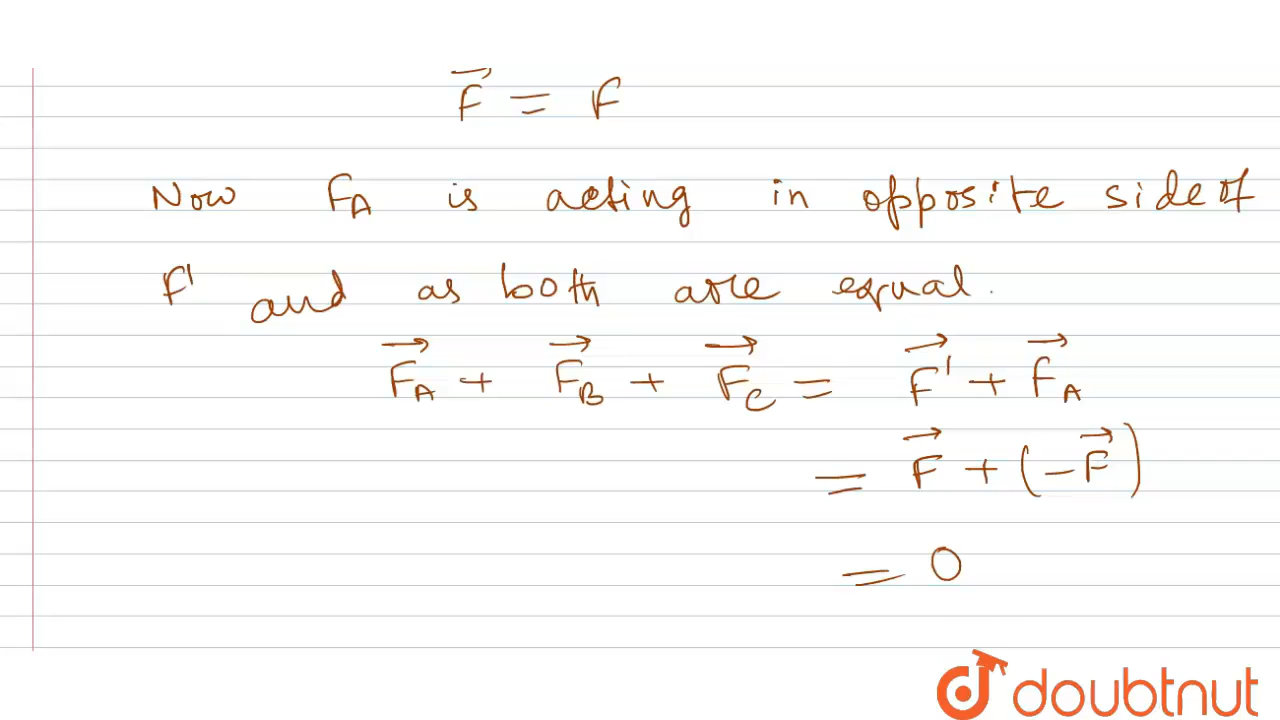 F⃗ = F
Now F_A is acting in opposite side of
F' and as both are equal.
F⃗_A + F⃗_B + F⃗_C = F⃗' + F⃗_A
= F⃗ + (-F⃗)
= 0
doubtnut